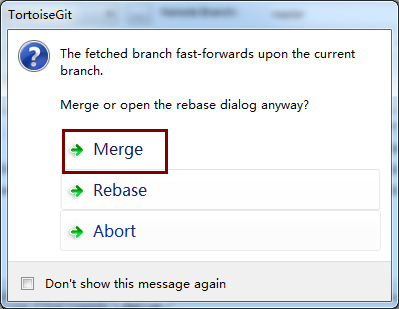 TortoiseGit
The fetched branch fast-forwards upon the current
branch.
Merge or open the rebase dialog anyway?
Merge
Rebase
Abort
Don't show this message again